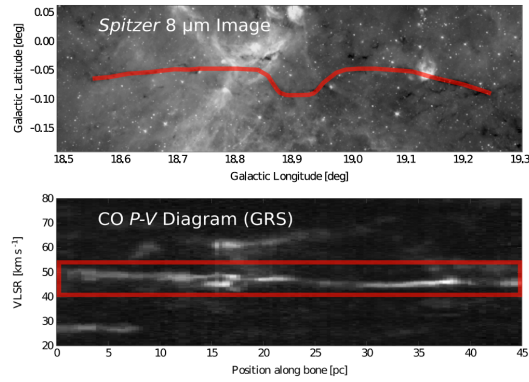 Spitzer 8 μm Image
0.05
0.00
−0.05
−0.10
−0.15
Galactic Latitude [deg]
18.5 18.6 18.7 18.8 18.9 19.0 19.1 19.2 19.3
Galactic Longitude [deg]
CO P-V Diagram (GRS)
80
70
60
50
40
30
20
VLSR [km s⁻¹]
0 5 10 15 20 25 30 35 40 45
Position along bone [pc]